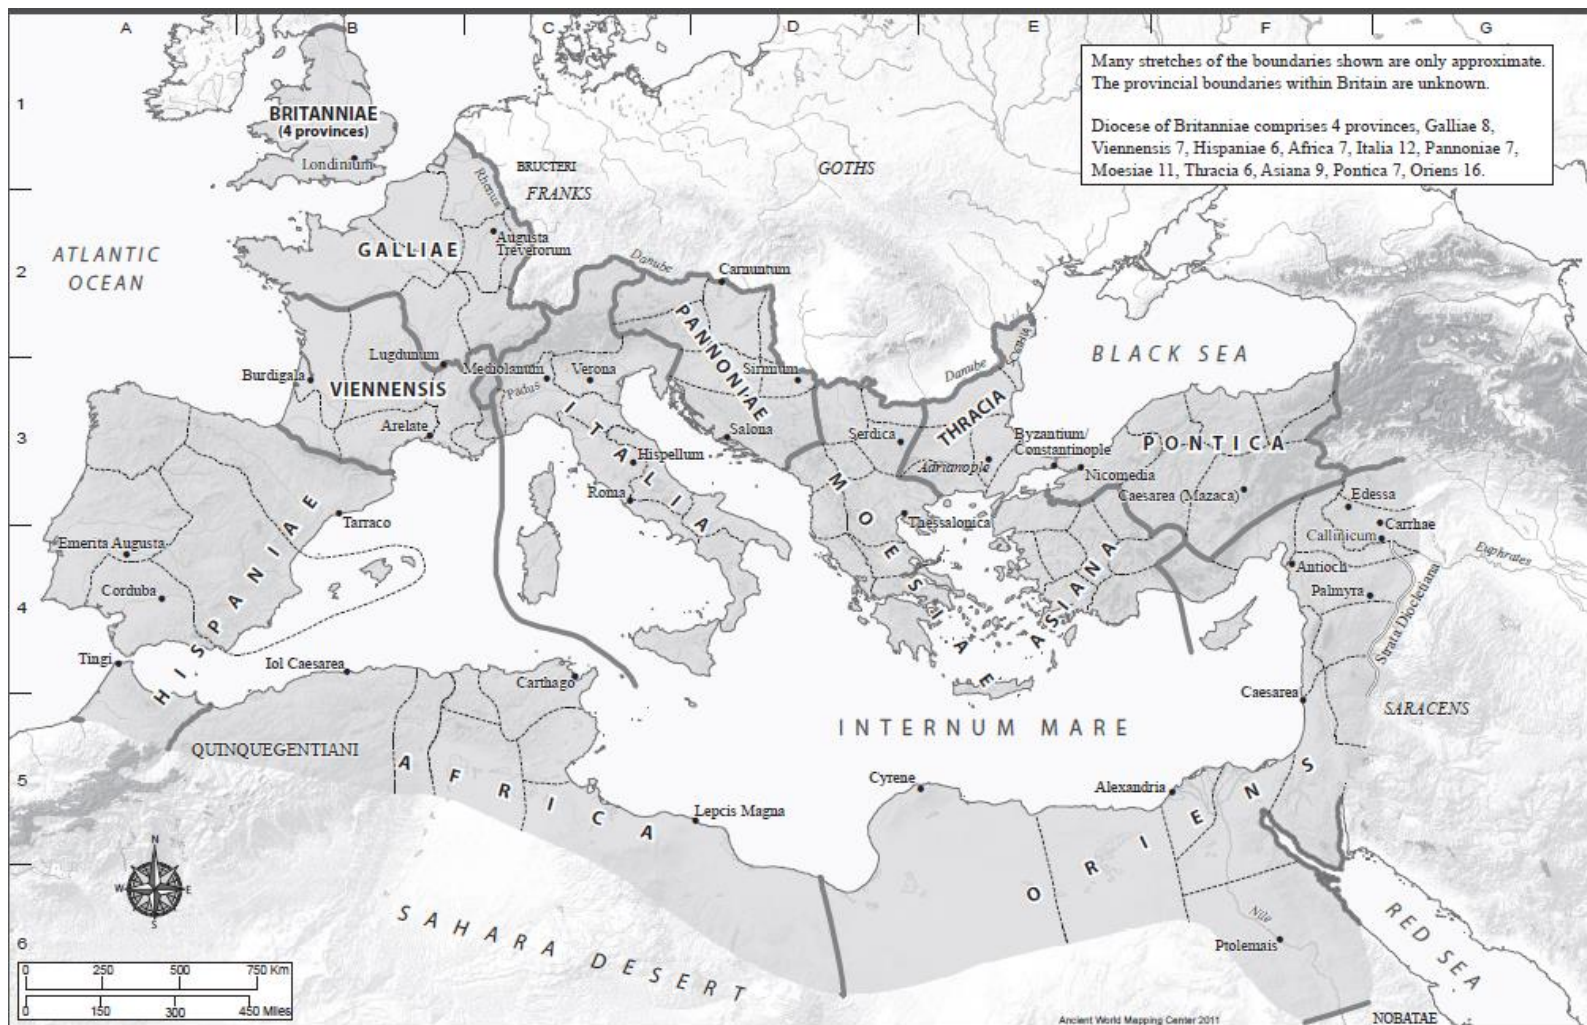 A B C D E F G
1
2
3
4
5
6
Many stretches of the boundaries shown are only approximate.
The provincial boundaries within Britain are unknown.
Diocese of Britanniae comprises 4 provinces, Galliae 8,
Viennensis 7, Hispaniae 6, Africa 7, Italia 12, Pannoniae 7,
Moesiae 11, Thracia 6, Asiana 9, Pontica 7, Oriens 16.
BRITANNIAE
(4 provinces)
Londinium
BRUCTERI
FRANKS
GOTHS
Rhenus
ATLANTIC
OCEAN
GALLIAE
Augusta
Treverorum
Danube
Carnuntum
PANNONIAE
SCYTHIA
BLACK SEA
Lugdunum
Mediolanum
Verona
Sirmium
Danube
Burdigala
VIENNENSIS
Padus
THRACIA
Arelate
ITALIA
Salona
Serdica
Byzantium/
Constantinople
PONTICA
Hispellum
Adrianople
Nicomedia
Roma
Caesarea (Mazaca)
Edessa
Tarraco
MOESIAE
Thessalonica
Carrhae
Callinicum
Emerita Augusta
HISPANIAE
ASIANA
Euphrates
Antioch
Corduba
Palmyra
Strata Diocletiana
Tingi
Iol Caesarea
Carthago
Caesarea
SARACENS
INTERNUM MARE
QUINQUEGENTIANI
AFRICA
Cyrene
Alexandria
Lepcis Magna
ORIENS
N
W E
S
SAHARA DESERT
Nile
Ptolemais
RED SEA
0 250 500 750 Km
0 150 300 450 Miles
NOBATAE
Ancient World Mapping Center 2011